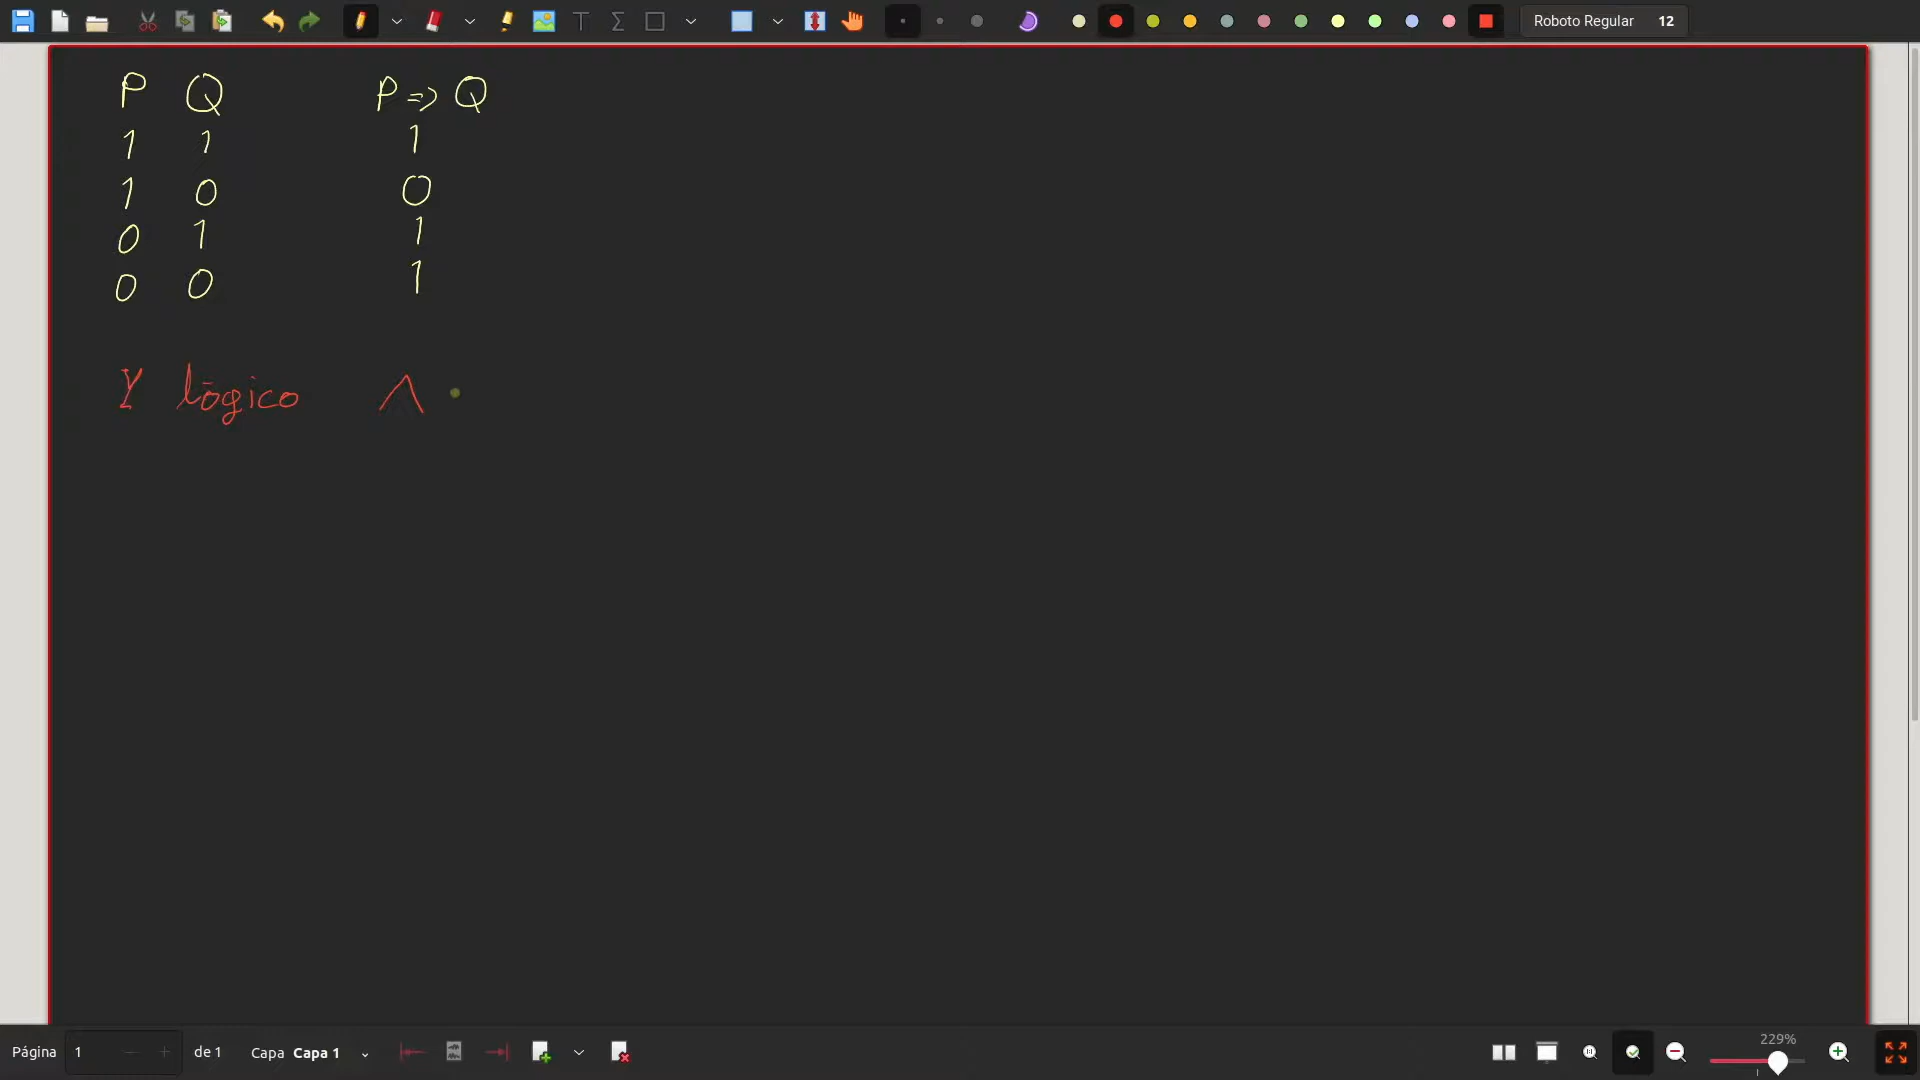 Roboto Regular 12
P Q P => Q
1 1 1
1 0 0
0 1 1
0 0 1
Y lógico ∧
Página 1 de 1 Capa Capa 1 229%